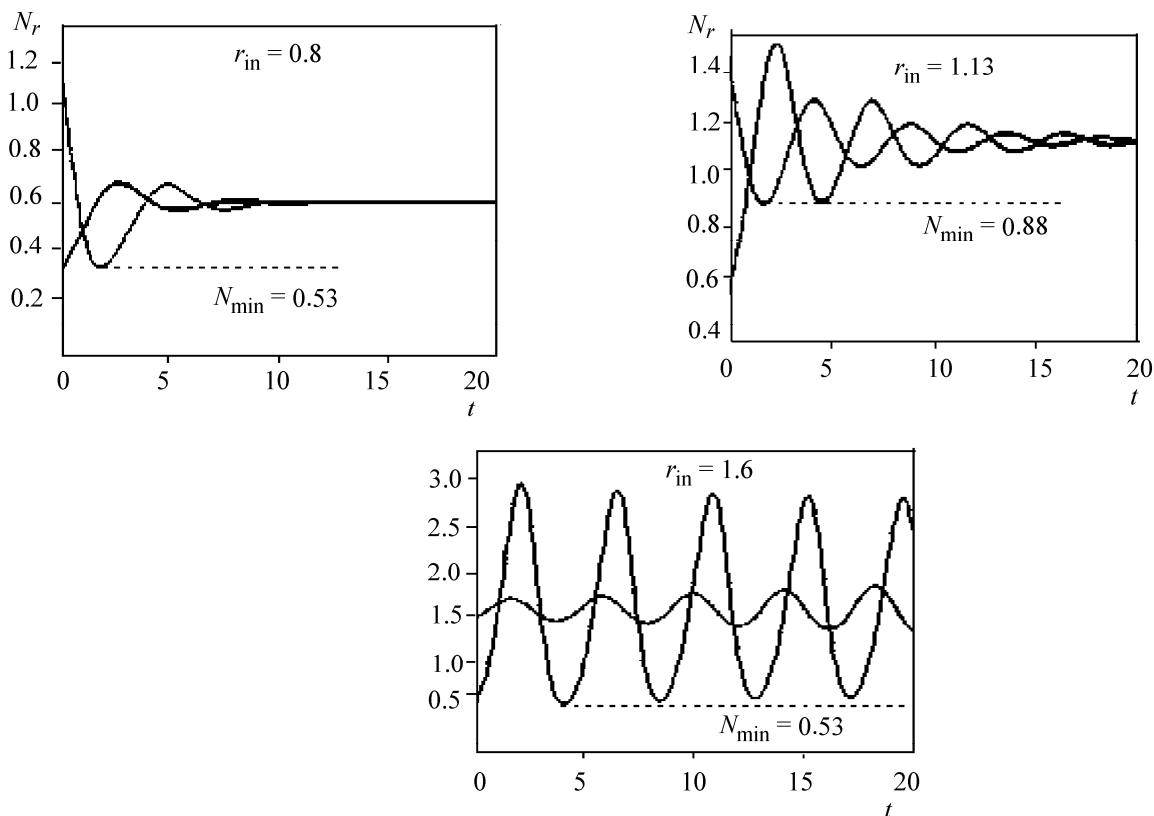 N_r
r_in = 0.8
1.2
1.0
0.8
0.6
0.4
0.2
N_min = 0.53
0 5 10 15 20
t
N_r
r_in = 1.13
1.4
1.2
1.0
0.8
0.6
0.4
N_min = 0.88
0 5 10 15 20
t
r_in = 1.6
3.0
2.5
2.0
1.5
1.0
0.5
N_min = 0.53
0 5 10 15 20
t